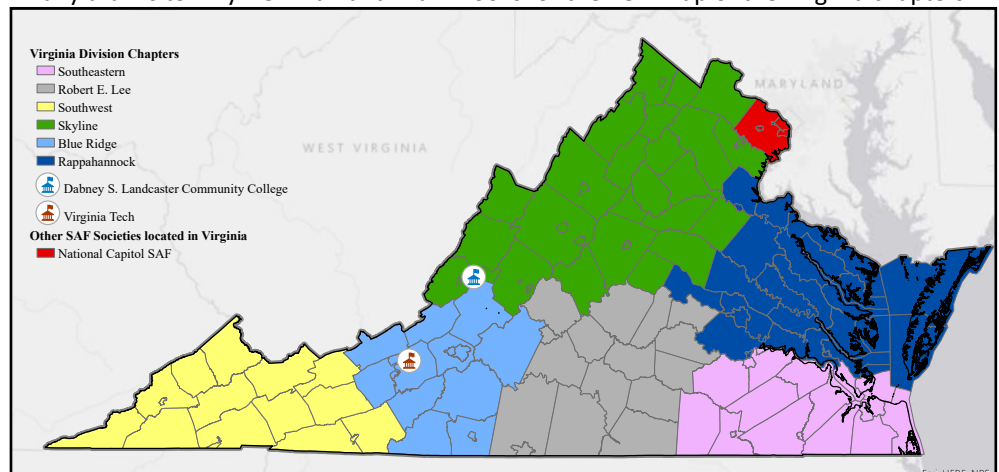 Virginia Division Chapters
Southeastern
Robert E. Lee
Southwest
Skyline
Blue Ridge
Rappahannock
Dabney S. Landcaster Community College
Virginia Tech
Other SAF Societies located in Virginia
National Capitol SAF
MARYLAND
WEST VIRGINIA